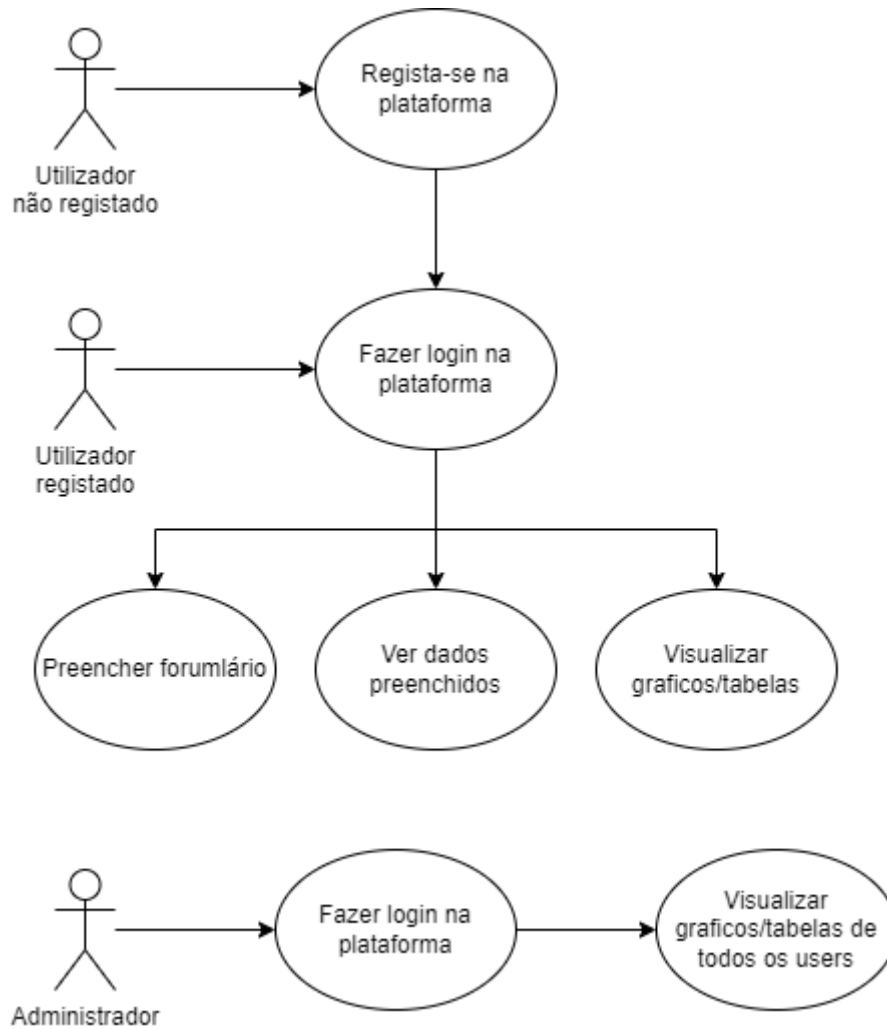 Regista-se na
plataforma
Utilizador
não registado
Fazer login na
plataforma
Utilizador
registado
Preencher forumlário
Ver dados
preenchidos
Visualizar
graficos/tabelas
Fazer login na
plataforma
Visualizar
graficos/tabelas de
todos os users
Administrador